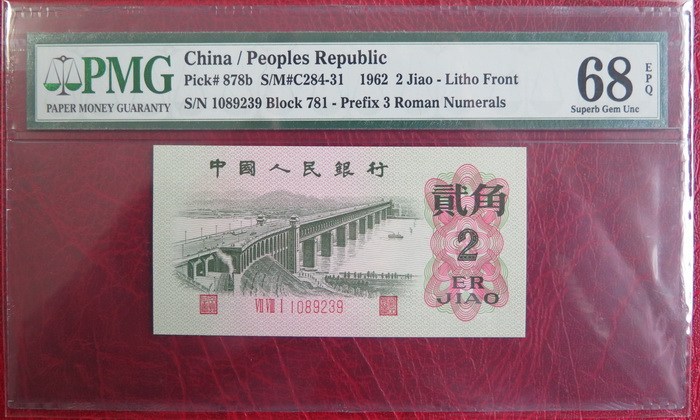 PMG
PAPER MONEY GUARANTY
China / Peoples Republic
Pick# 878b S/M#C284-31 1962 2 Jiao - Litho Front
S/N 1089239 Block 781 - Prefix 3 Roman Numerals
68 EPQ
Superb Gem Unc
中國人民銀行
貳角
2
ER
JIAO
VII VIII I 1089239